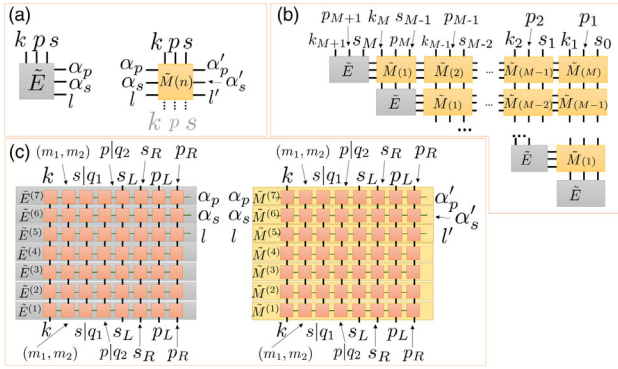 (a)
k p s
k p s
Ẽ
α_p
α_s
l
α_p
α_s
l
M̃(n)
α'_p
α'_s
l'
k p s
(b)
p_{M+1} k_M s_{M-1} p_{M-1} p_2 p_1
k_{M+1} s_M p_M k_{M-1} s_{M-2} k_2 s_1 k_1 s_0
Ẽ M̃(1) M̃(2) ... M̃(M-1) M̃(M)
Ẽ M̃(1) ... M̃(M-2) M̃(M-1)
...
...
Ẽ M̃(1)
Ẽ
(c)
(m_1, m_2) p|q_2 s_R p_R
k s|q_1 s_L p_L
Ẽ^{(7)} α_p
Ẽ^{(6)} α_s
Ẽ^{(5)} l
Ẽ^{(4)}
Ẽ^{(3)}
Ẽ^{(2)}
Ẽ^{(1)}
k s|q_1 s_L p_L
(m_1, m_2) p|q_2 s_R p_R
(m_1, m_2) p|q_2 s_R p_R
k s|q_1 s_L p_L
α_p M̃^{(7)} α'_p
α_s M̃^{(6)} α'_s
l M̃^{(5)} l'
M̃^{(4)}
M̃^{(3)}
M̃^{(2)}
M̃^{(1)}
k s|q_1 s_L p_L
(m_1, m_2) p|q_2 s_R p_R